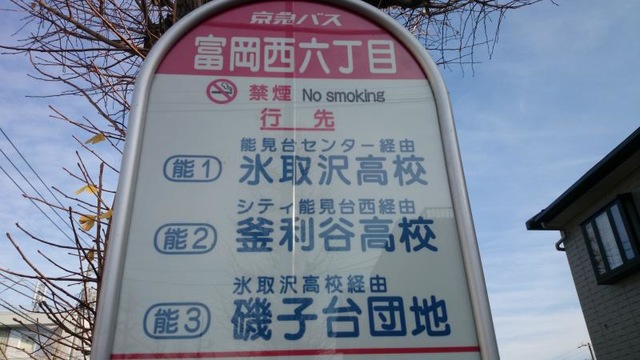 京急バス
富岡西六丁目
禁煙 No smoking
行先
能見台センター経由
能1 氷取沢高校
シティ能見台西経由
能2 釜利谷高校
氷取沢高校経由
能3 磯子台団地